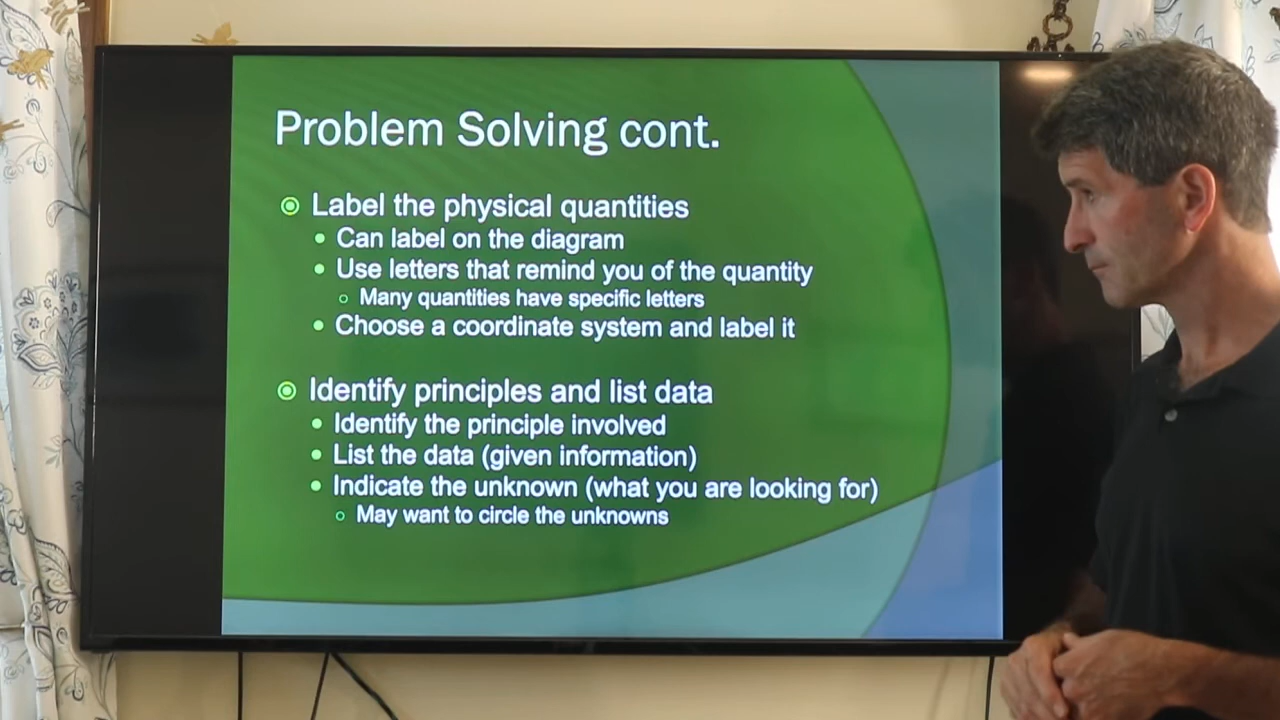 Problem Solving cont.
Label the physical quantities
Can label on the diagram
Use letters that remind you of the quantity
Many quantities have specific letters
Choose a coordinate system and label it
Identify principles and list data
Identify the principle involved
List the data (given information)
Indicate the unknown (what you are looking for)
May want to circle the unknowns